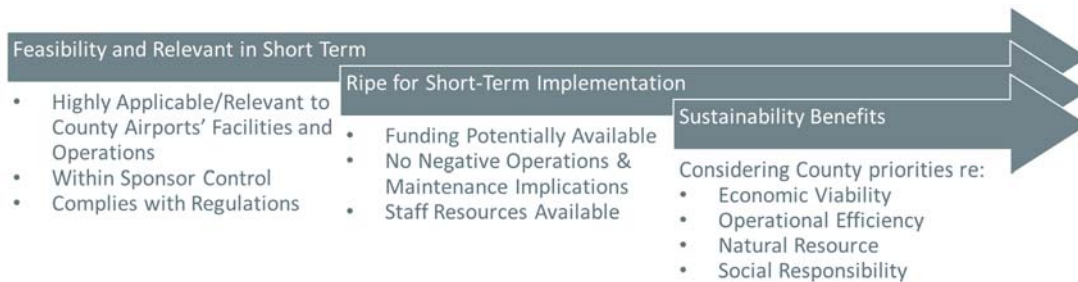 Feasibility and Relevant in Short Term
• Highly Applicable/Relevant to
County Airports' Facilities and
Operations
• Within Sponsor Control
• Complies with Regulations
Ripe for Short-Term Implementation
• Funding Potentially Available
• No Negative Operations &
Maintenance Implications
• Staff Resources Available
Sustainability Benefits
Considering County priorities re:
• Economic Viability
• Operational Efficiency
• Natural Resource
• Social Responsibility